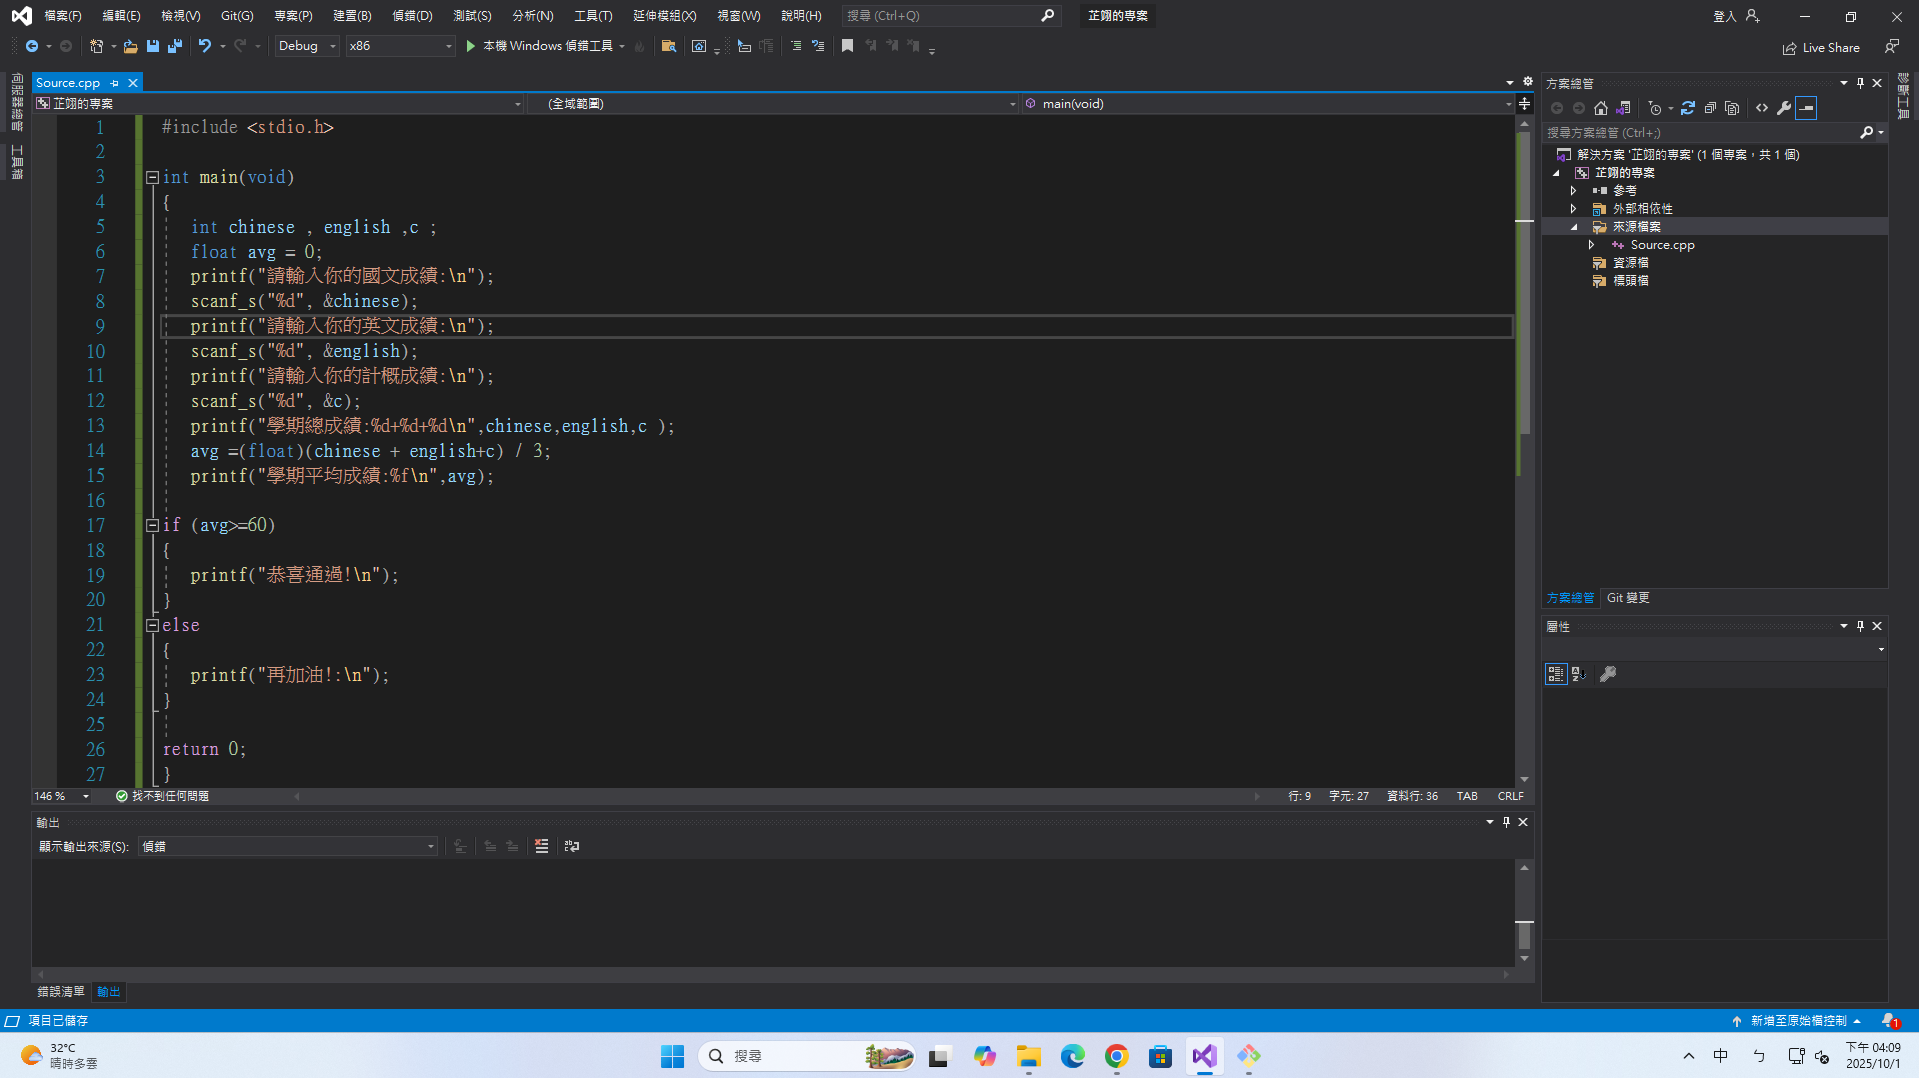 檔案(F) 編輯(E) 檢視(V) Git(G) 專案(P) 建置(B) 偵錯(D) 測試(S) 分析(N) 工具(T) 延伸模組(X) 視窗(W) 說明(H) 搜尋 (Ctrl+Q) 芷翊的專案 登入
Debug x86 本機 Windows 偵錯工具 Live Share
伺服器總管
工具箱
Source.cpp
芷翊的專案 (全域範圍) main(void)
1 #include <stdio.h>
2
3 int main(void)
4 {
5 int chinese , english ,c ;
6 float avg = 0;
7 printf("請輸入你的國文成績:\n");
8 scanf_s("%d", &chinese);
9 printf("請輸入你的英文成績:\n");
10 scanf_s("%d", &english);
11 printf("請輸入你的計概成績:\n");
12 scanf_s("%d", &c);
13 printf("學期總成績:%d+%d+%d\n",chinese,english,c );
14 avg =(float)(chinese + english+c) / 3;
15 printf("學期平均成績:%f\n",avg);
16
17 if (avg>=60)
18 {
19 printf("恭喜通過!\n");
20 }
21 else
22 {
23 printf("再加油!:\n");
24 }
25
26 return 0;
27 }
146 % 找不到任何問題 行: 9 字元: 27 資料行: 36 TAB CRLF
輸出
顯示輸出來源(S): 偵錯
錯誤清單 輸出
方案總管
搜尋方案總管 (Ctrl+;)
解決方案 '芷翊的專案' (1 個專案，共 1 個)
芷翊的專案
參考
外部相依性
來源檔案
Source.cpp
資源檔
標頭檔
方案總管 Git 變更
屬性
診斷工具
項目已儲存 新增至原始檔控制 1
32°C
晴時多雲
搜尋
中 ㄅ
下午 04:09
2025/10/1